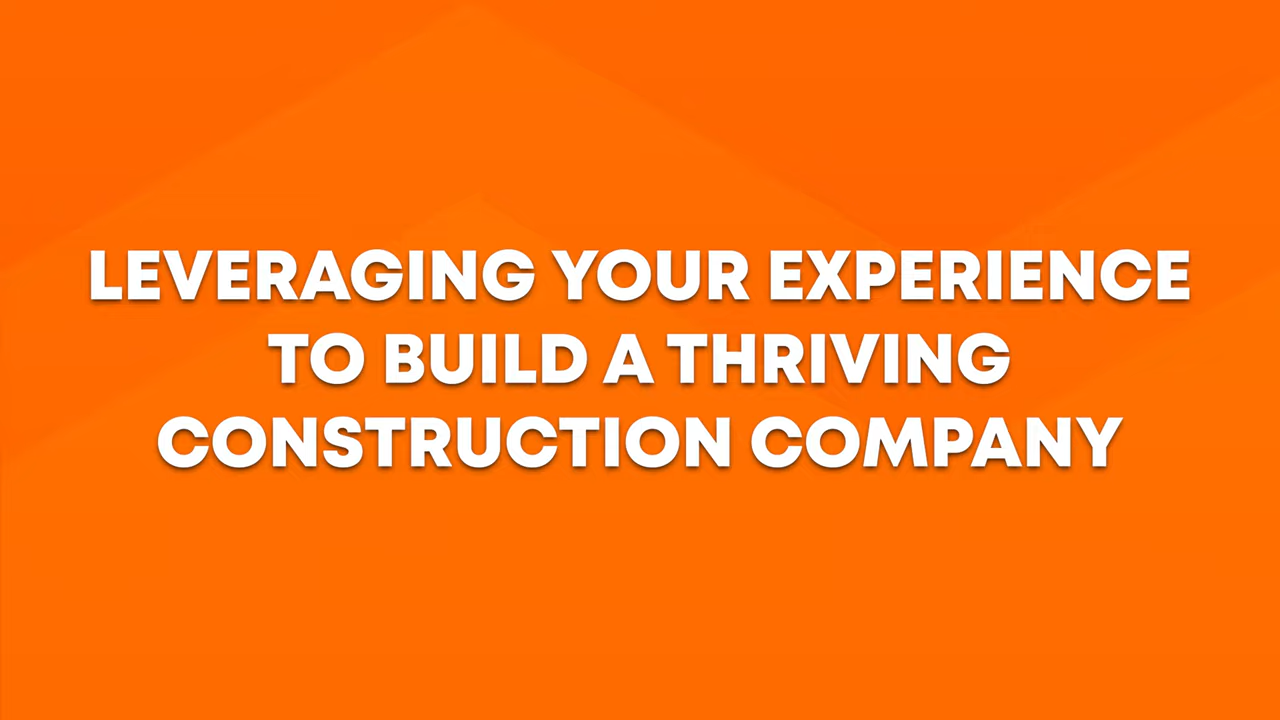 LEVERAGING YOUR EXPERIENCE
TO BUILD A THRIVING
CONSTRUCTION COMPANY